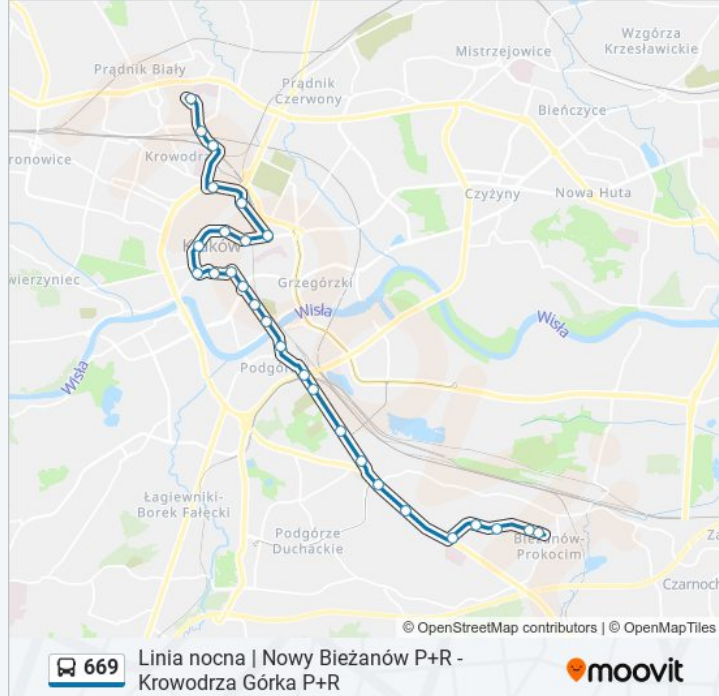 Wzgórza
Krzesławickie
Mistrzejowice
Prądnik Biały
Prądnik
Czerwony
Bieńczyce
Krowodrza
ronowice
Czyżyny
Nowa Huta
Kraków
wierzyniec
Grzegórzki
Wisła
Wisła
Podgórze
Wisła
Łagiewniki-
Borek Fałęcki
Podgórze
Duchackie
Bieżanów-
Prokocim
Za
Czarnoch
© OpenStreetMap contributors | © OpenMapTiles
669
Linia nocna | Nowy Bieżanów P+R -
Krowodrza Górka P+R
moovit